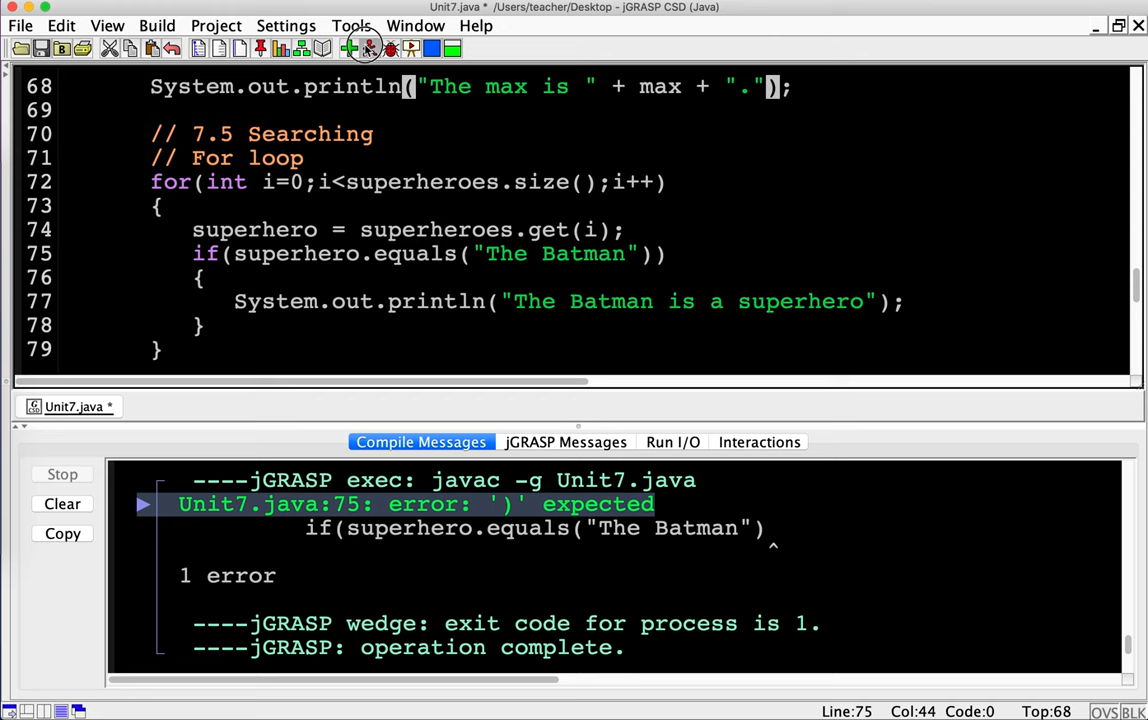 Unit7.java * /Users/teacher/Desktop - jGRASP CSD (Java)
File Edit View Build Project Settings Tools Window Help
68 System.out.println("The max is " + max + ".");
69
70 // 7.5 Searching
71 // For loop
72 for(int i=0;i<superheroes.size();i++)
73 {
74 superhero = superheroes.get(i);
75 if(superhero.equals("The Batman"))
76 {
77 System.out.println("The Batman is a superhero");
78 }
79 }
G CSD Unit7.java *
Compile Messages jGRASP Messages Run I/O Interactions
Stop
Clear
Copy
----jGRASP exec: javac -g Unit7.java
Unit7.java:75: error: ')' expected
if(superhero.equals("The Batman")
^
1 error
----jGRASP wedge: exit code for process is 1.
----jGRASP: operation complete.
Line:75 Col:44 Code:0 Top:68 OVS BLK